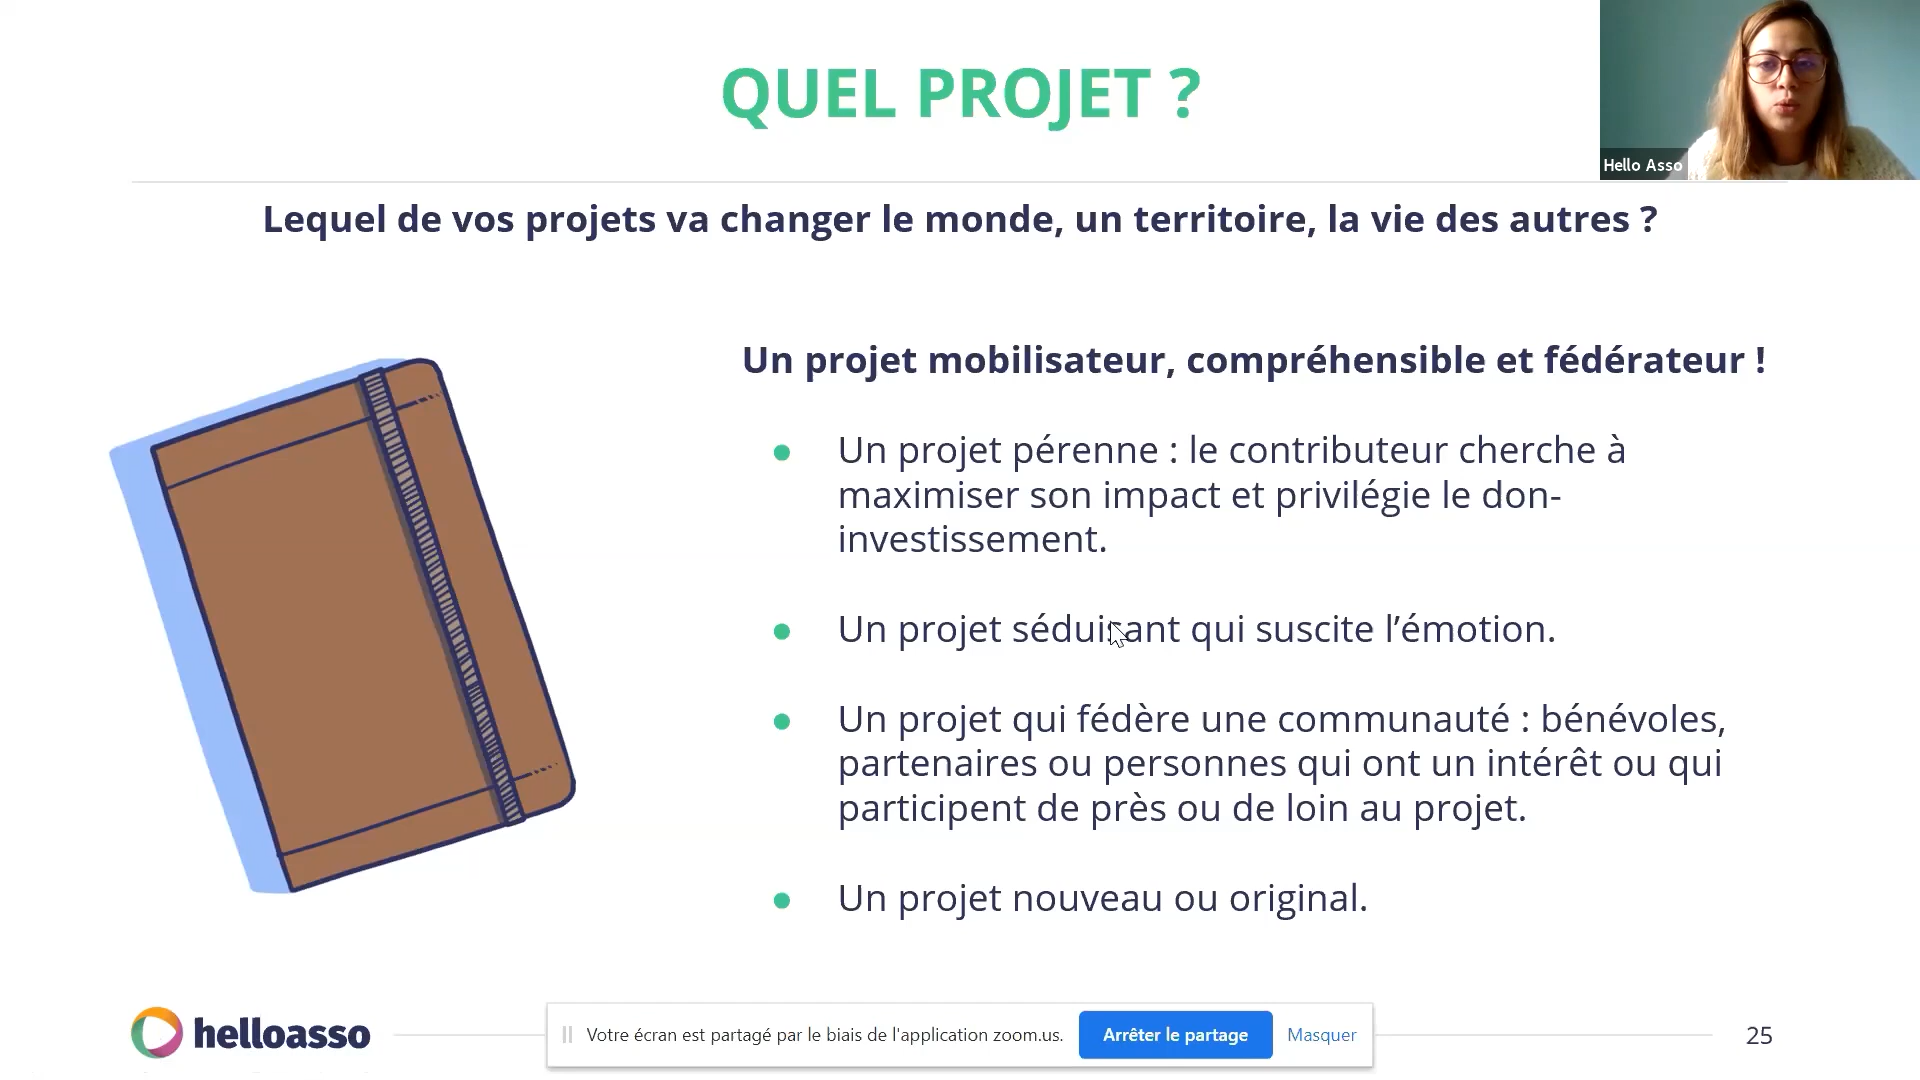 QUEL PROJET ?
Hello Asso
Lequel de vos projets va changer le monde, un territoire, la vie des autres ?
Un projet mobilisateur, compréhensible et fédérateur !
● Un projet pérenne : le contributeur cherche à
maximiser son impact et privilégie le don-
investissement.
● Un projet séduisant qui suscite l’émotion.
● Un projet qui fédère une communauté : bénévoles,
partenaires ou personnes qui ont un intérêt ou qui
participent de près ou de loin au projet.
● Un projet nouveau ou original.
helloasso
Votre écran est partagé par le biais de l'application zoom.us.
Arrêter le partage
Masquer
25